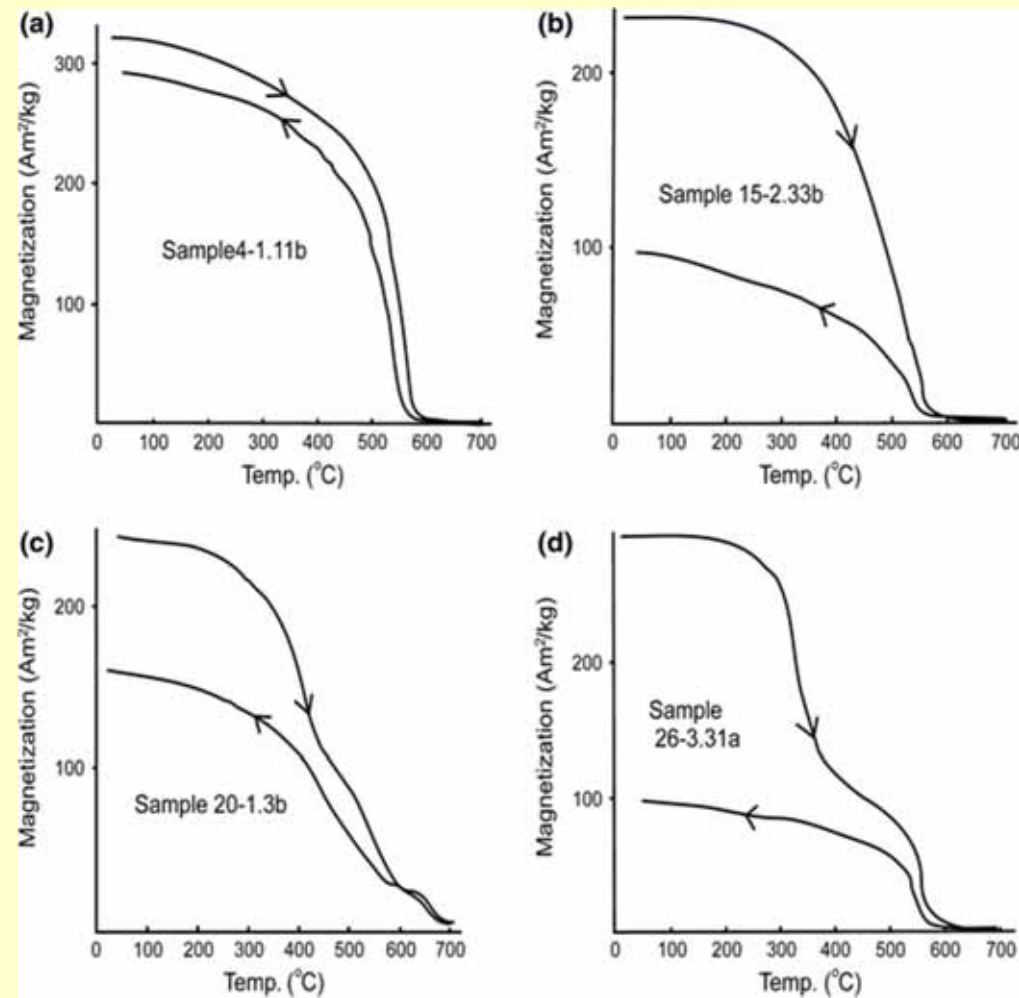 (a)
Magnetization (Am²/kg)
300
200
100
Sample4-1.11b
0 100 200 300 400 500 600 700
Temp. (°C)
(b)
Magnetization (Am²/kg)
200
100
Sample 15-2.33b
0 100 200 300 400 500 600 700
Temp. (°C)
(c)
Magnetization (Am²/kg)
200
100
Sample 20-1.3b
0 100 200 300 400 500 600 700
Temp. (°C)
(d)
Magnetization (Am²/kg)
200
100
Sample
26-3.31a
0 100 200 300 400 500 600 700
Temp. (°C)